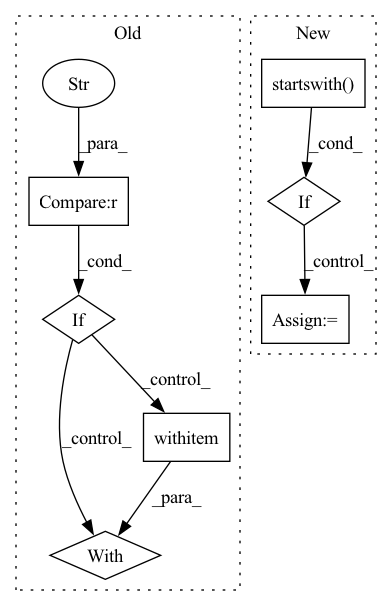 Old
New
Str
startswith()
_para_
_cond_
Compare:r
If
_cond_
_control_
If
Assign:=
_control_
_control_
withitem
_para_
With